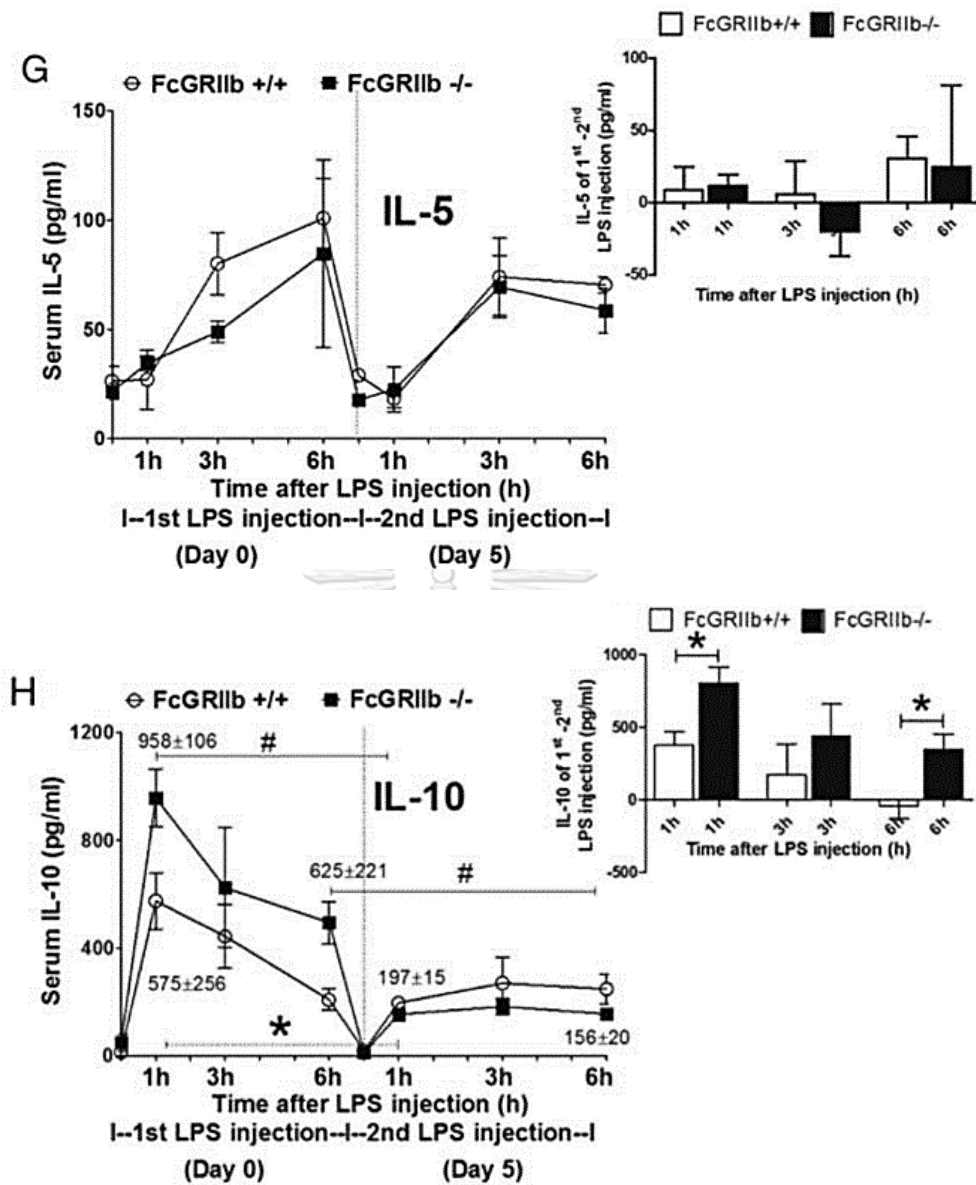 G
FcGRIIb +/+ FcGRIIb -/-
150
100
50
0
Serum IL-5 (pg/ml)
IL-5
1h 3h 6h 1h 3h 6h
Time after LPS injection (h)
I--1st LPS injection--I--2nd LPS injection--I
(Day 0) (Day 5)
FcGRIIb+/+ FcGRIIb-/-
100
50
0
-50
IL-5 of 1st -2nd
LPS injection (pg/ml)
1h 1h 3h 6h 6h
Time after LPS injection (h)
H
FcGRIIb +/+ FcGRIIb -/-
1200
800
400
0
Serum IL-10 (pg/ml)
958±106 #
IL-10
625±221 #
575±256
197±15
*
156±20
1h 3h 6h 1h 3h 6h
Time after LPS injection (h)
I--1st LPS injection--I--2nd LPS injection--I
(Day 0) (Day 5)
FcGRIIb+/+ FcGRIIb-/-
1000
500
0
-500
IL-10 of 1st -2nd
LPS injection (pg/ml)
* *
1h 1h 3h 3h 6h 6h
Time after LPS injection (h)